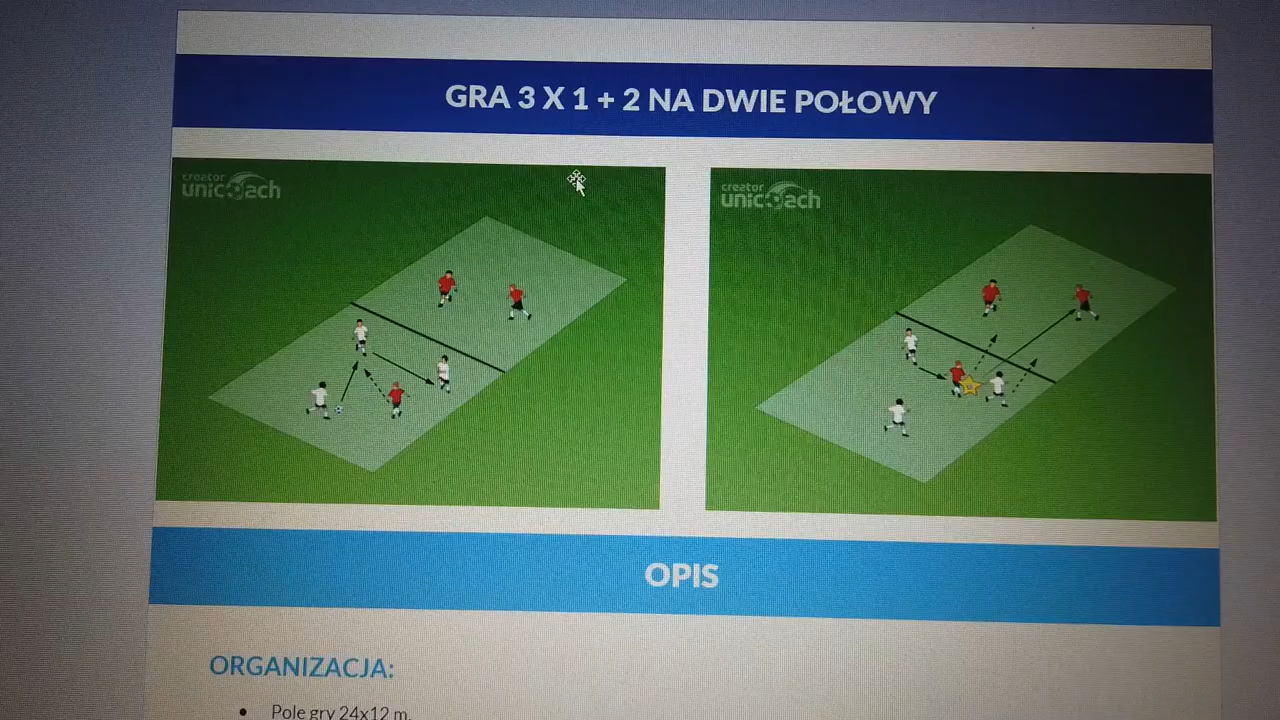 GRA 3 X 1 + 2 NA DWIE POŁOWY
creator
unicoach
creator
unicoach
OPIS
ORGANIZACJA:
• Pole gry 24x12 m.